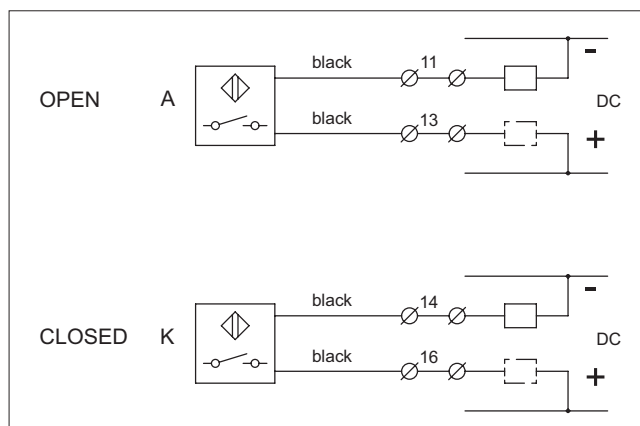 black 11 -
OPEN A DC
black 13 +
black 14 -
CLOSED K DC
black 16 +